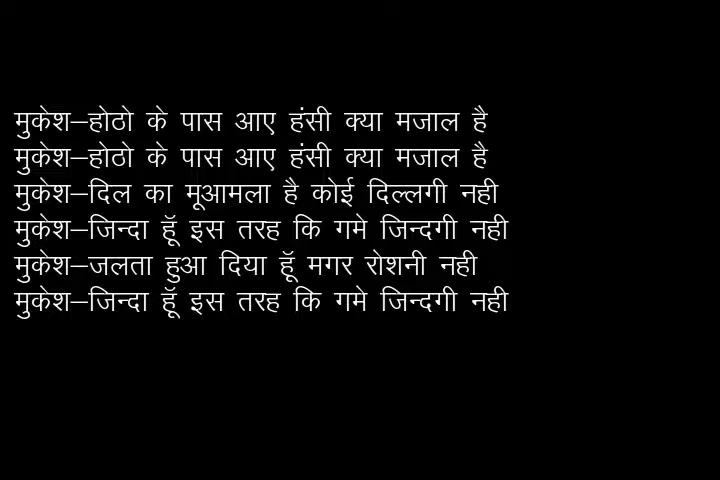 मुकेश–होठो के पास आए हंसी क्या मजाल है
मुकेश–होठो के पास आए हंसी क्या मजाल है
मुकेश–दिल का मूआमला है कोई दिल्लगी नही
मुकेश–जिन्दा हॅू इस तरह कि गमे जिन्दगी नही
मुकेश–जलता हुआ दिया हॅू मगर रोशनी नही
मुकेश–जिन्दा हॅू इस तरह कि गमे जिन्दगी नही